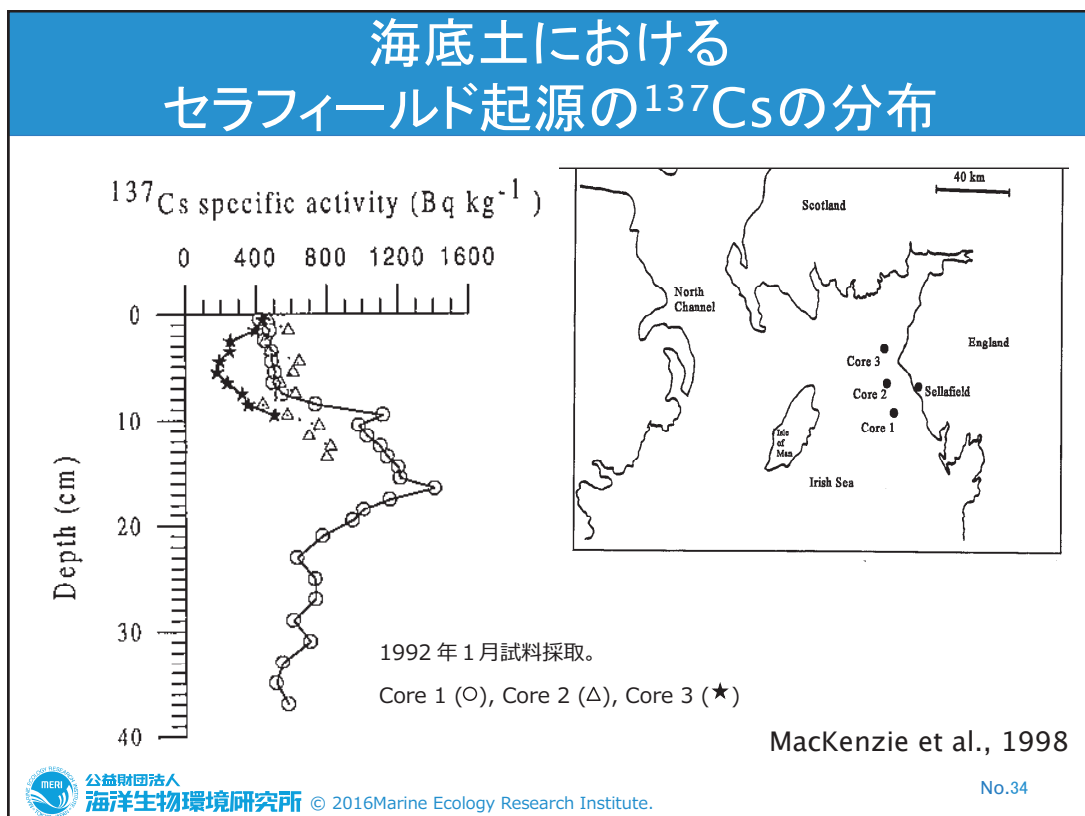 海底土における
セラフィールド起源の¹³⁷Csの分布
¹³⁷Cs specific activity (Bq kg⁻¹ )
0 400 800 1200 1600
0
10
20
30
40
Depth (cm)
40 km
Scotland
North
Channel
England
Core 3
Core 2
Sellafield
Core 1
Isle
of
Man
Irish Sea
1992 年 1 月試料採取。
Core 1 (○), Core 2 (△), Core 3 (★)
MacKenzie et al., 1998
MERI
公益財団法人
海洋生物環境研究所 © 2016Marine Ecology Research Institute.
No.34